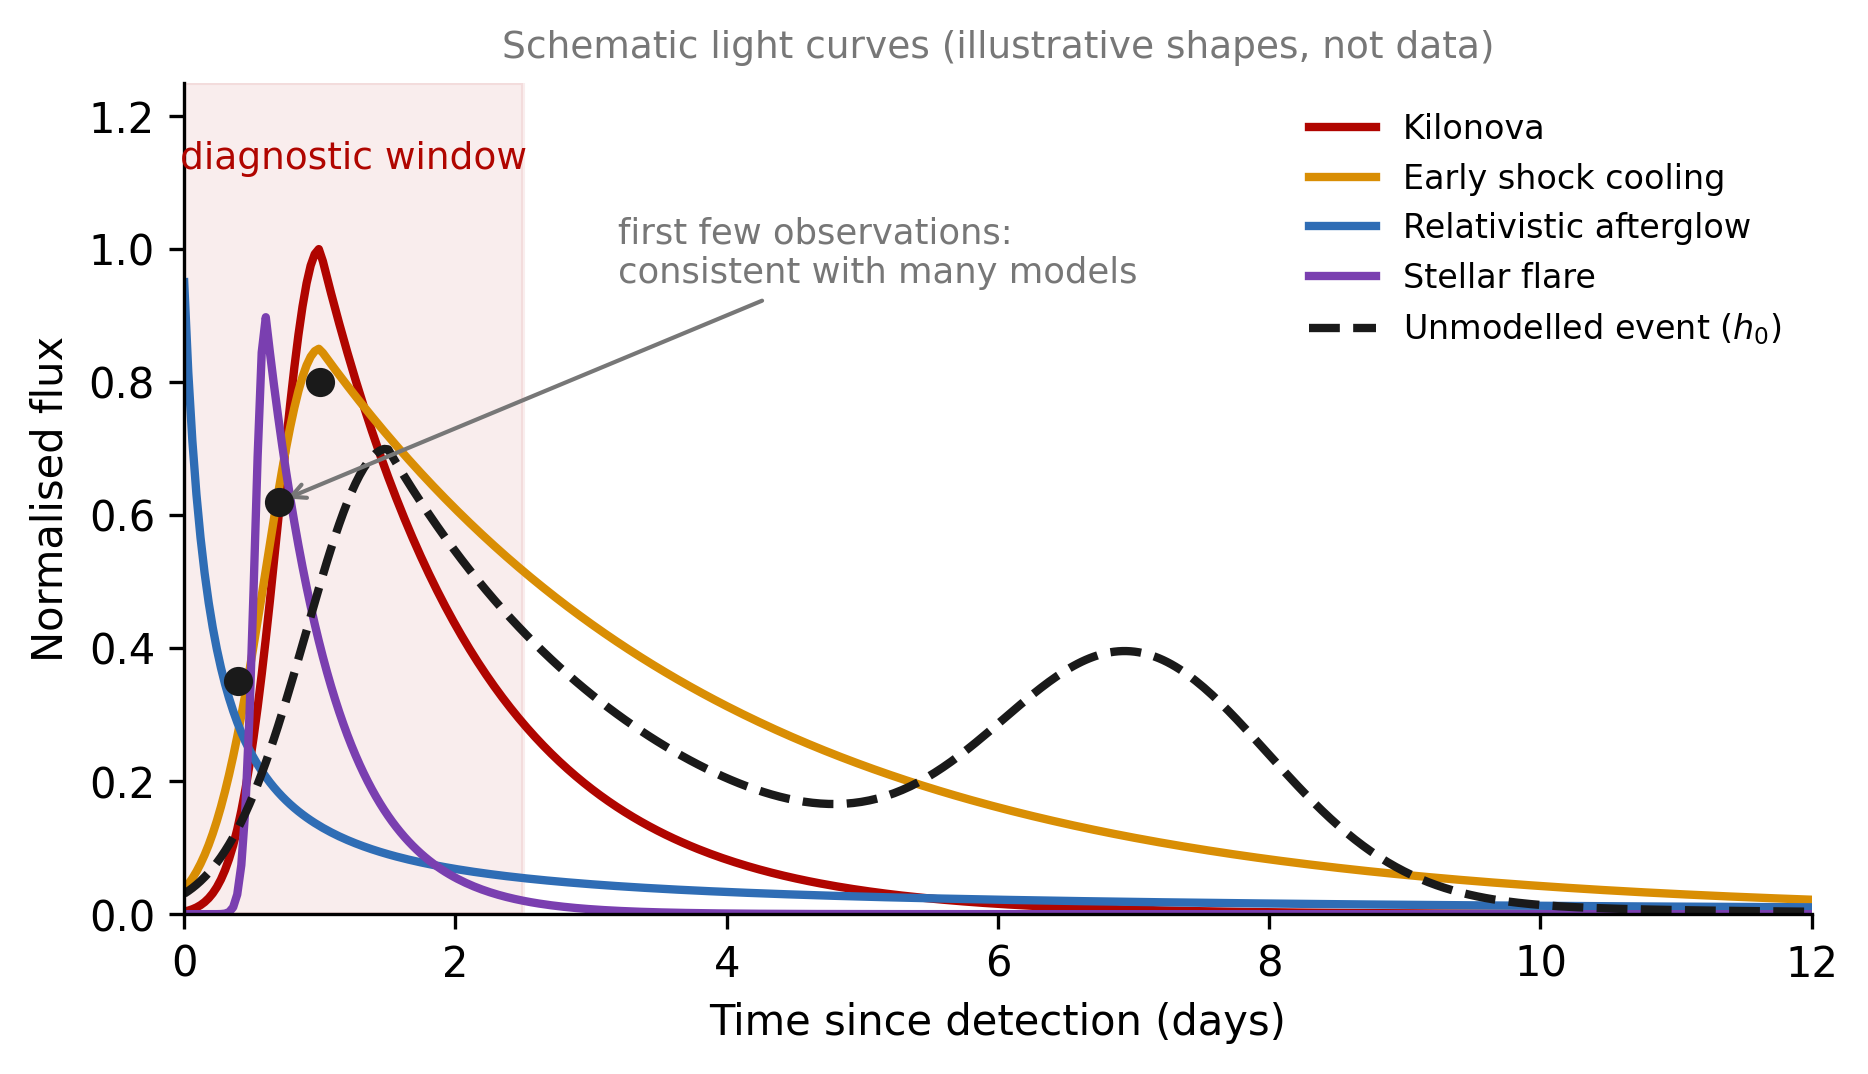 Schematic light curves (illustrative shapes, not data)
diagnostic window
first few observations:
consistent with many models
Kilonova
Early shock cooling
Relativistic afterglow
Stellar flare
Unmodelled event (h₀)
Normalised flux
1.2
1.0
0.8
0.6
0.4
0.2
0.0
0 2 4 6 8 10 12
Time since detection (days)